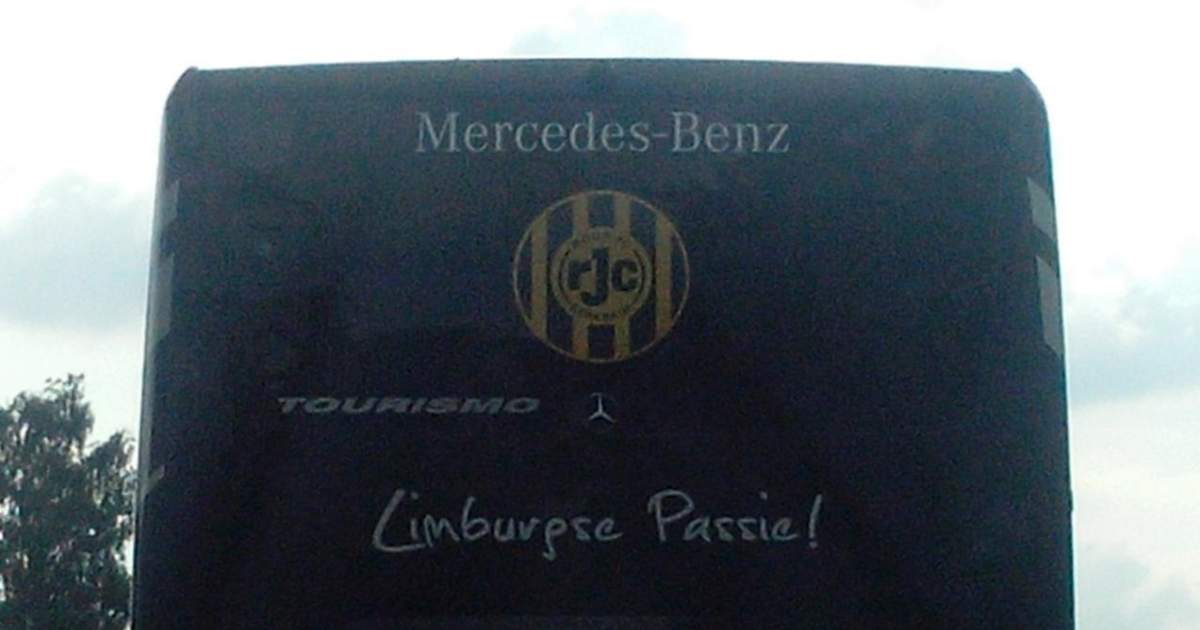 Mercedes-Benz
rJc
TOURISMO
Limburgse Passie!